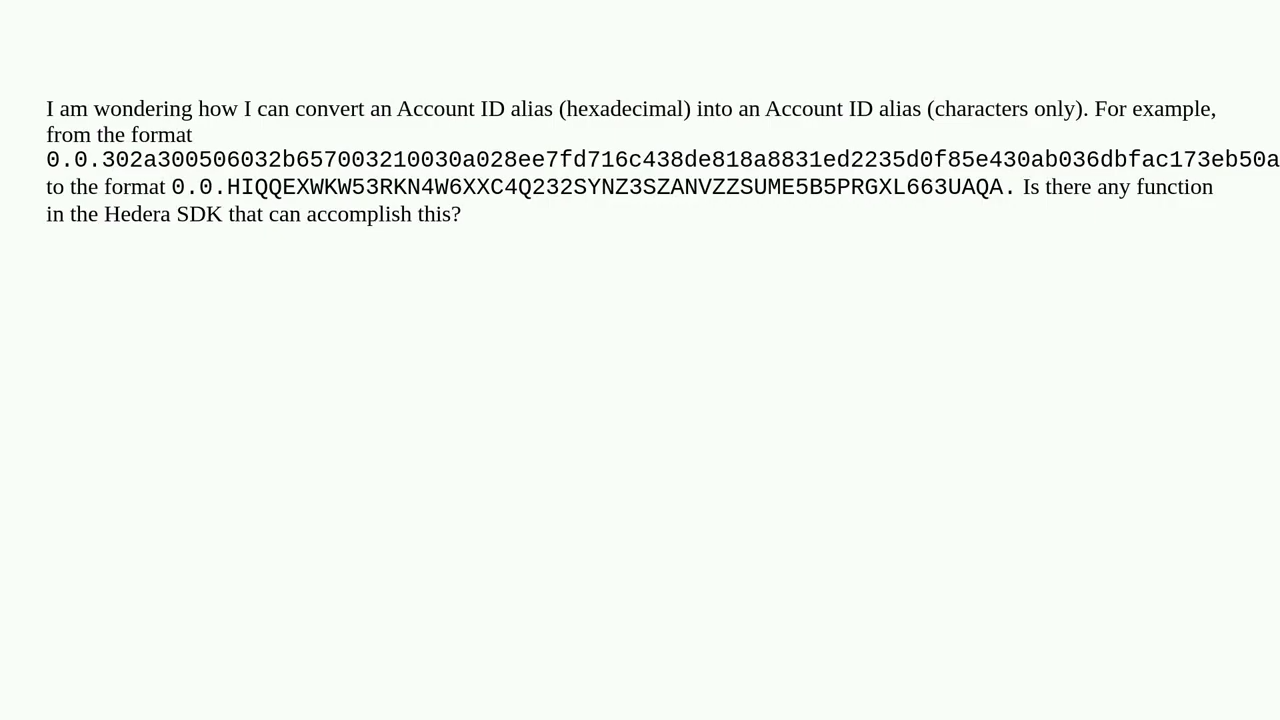 I am wondering how I can convert an Account ID alias (hexadecimal) into an Account ID alias (characters only). For example,
from the format
0.0.302a300506032b657003210030a028ee7fd716c438de818a8831ed2235d0f85e430ab036dbfac173eb50a
to the format 0.0.HIQQEXWKW53RKN4W6XXC4Q232SYNZ3SZANVZZSUME5B5PRGXL663UAQA. Is there any function
in the Hedera SDK that can accomplish this?